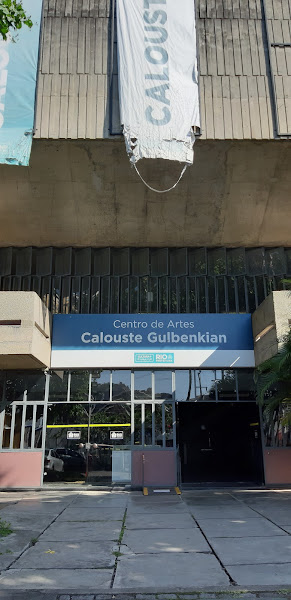 CALOUSTE
Centro de Artes
Calouste Gulbenkian
RIO